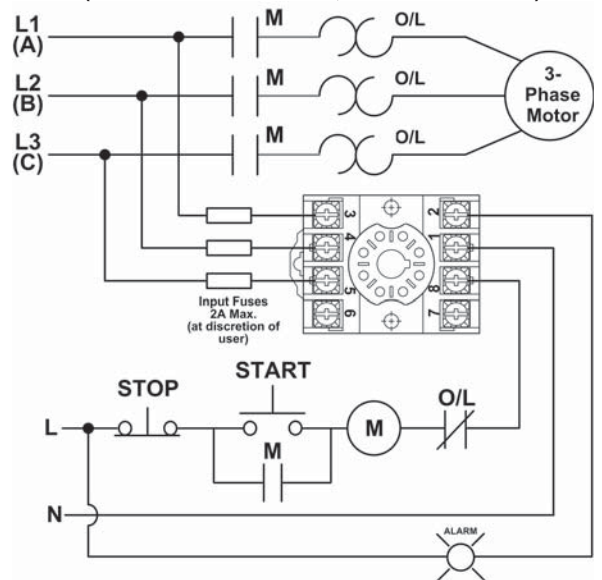 L1
(A)
M
O/L
L2
(B)
M
O/L
L3
(C)
M
O/L
3-
Phase
Motor
3
4
5
6
2
1
8
7
Input Fuses
2A Max.
(at discretion of
user)
STOP
START
O/L
L
M
M
N
ALARM